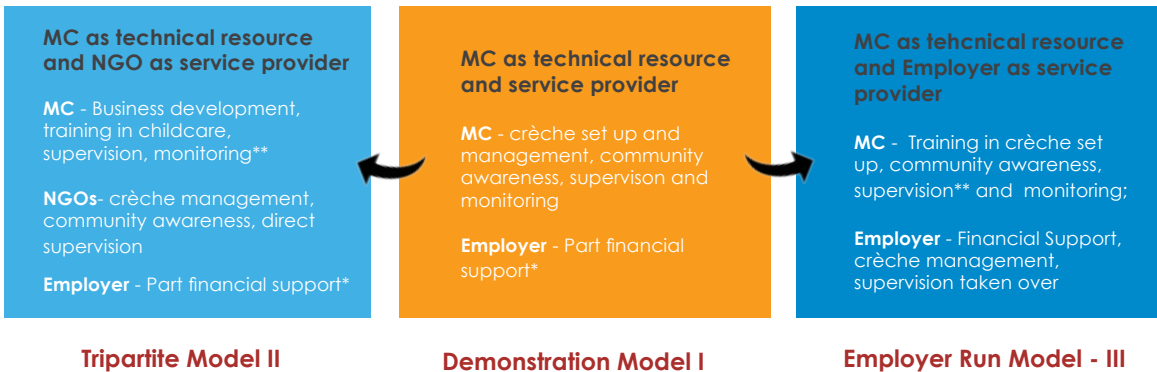 MC as technical resource
and NGO as service provider
MC - Business development,
training in childcare,
supervision, monitoring**
NGOs- crèche management,
community awareness, direct
supervision
Employer - Part financial support*
Tripartite Model II
MC as technical resource
and service provider
MC - crèche set up and
management, community
awareness, supervison and
monitoring
Employer - Part financial
support*
Demonstration Model I
MC as tehcnical resource
and Employer as service
provider
MC -  Training in crèche set
up, community awareness,
supervision** and  monitoring;
Employer - Financial Support,
crèche management,
supervision taken over
Employer Run Model - III